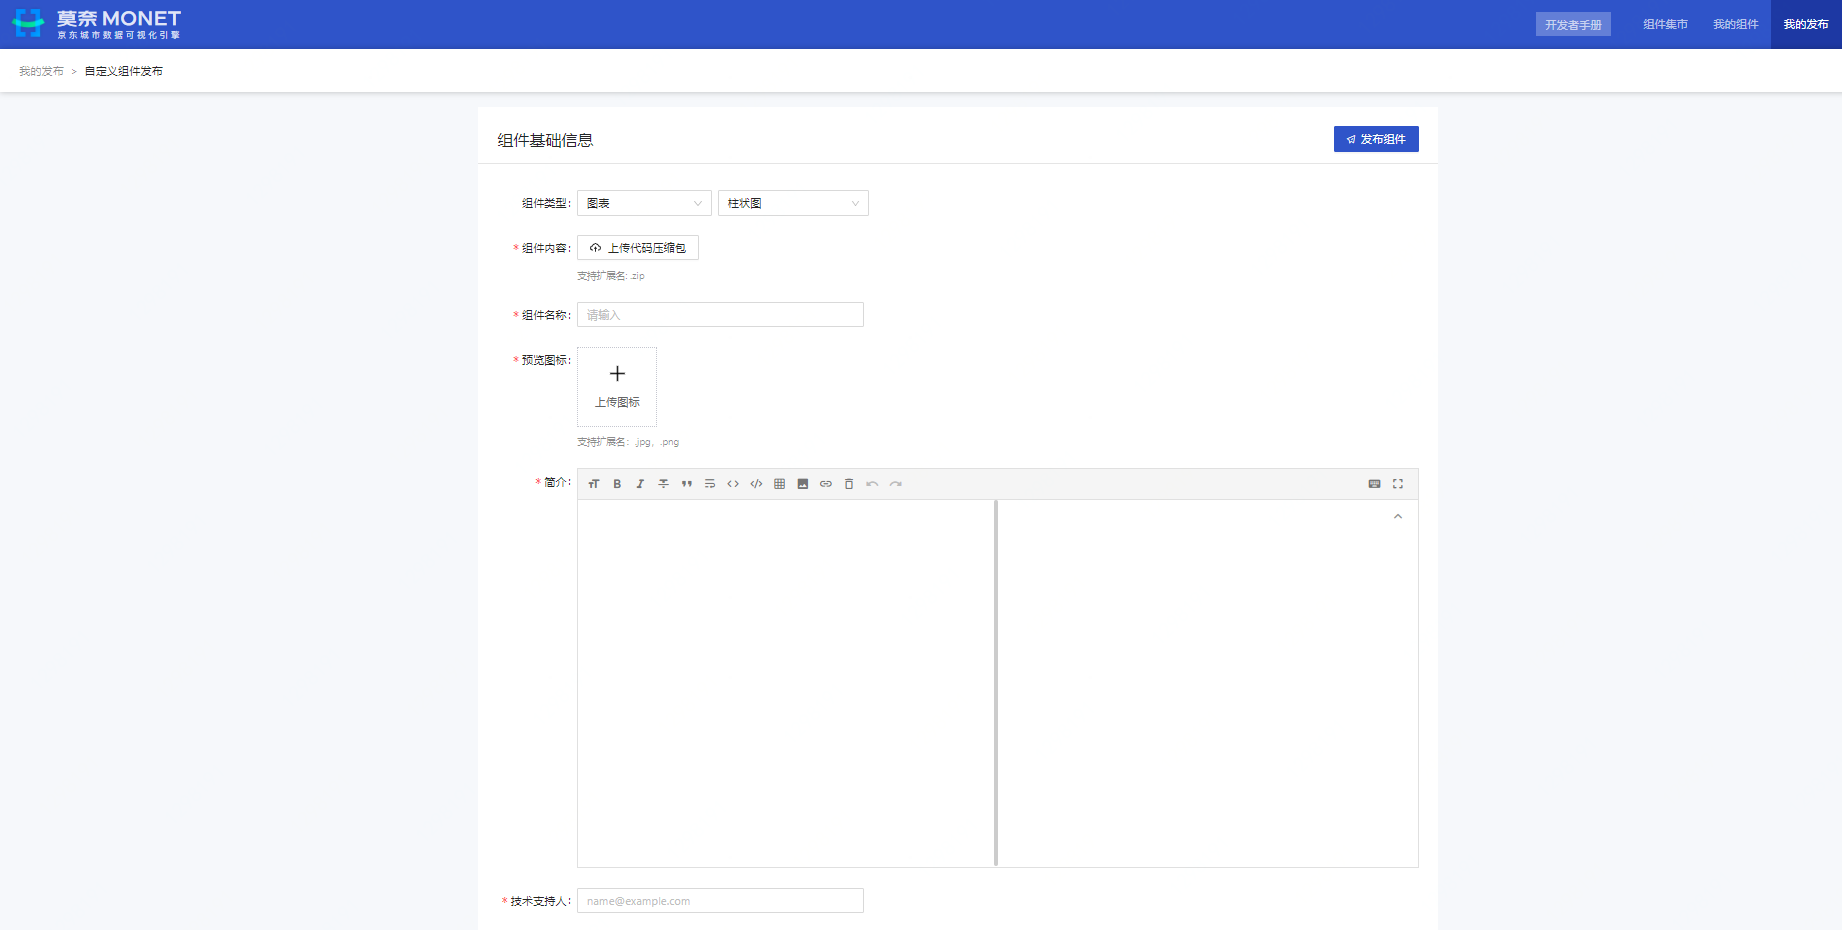 莫奈 MONET
京东城市数据可视化引擎
开发者手册
组件集市
我的组件
我的发布
我的发布 > 自定义组件发布
组件基础信息
发布组件
组件类型: 图表 柱状图
* 组件内容: 上传代码压缩包
支持扩展名: .zip
* 组件名称: 请输入
* 预览图标:
上传图标
支持扩展名: .jpg, .png
* 简介:
* 技术支持人: name@example.com